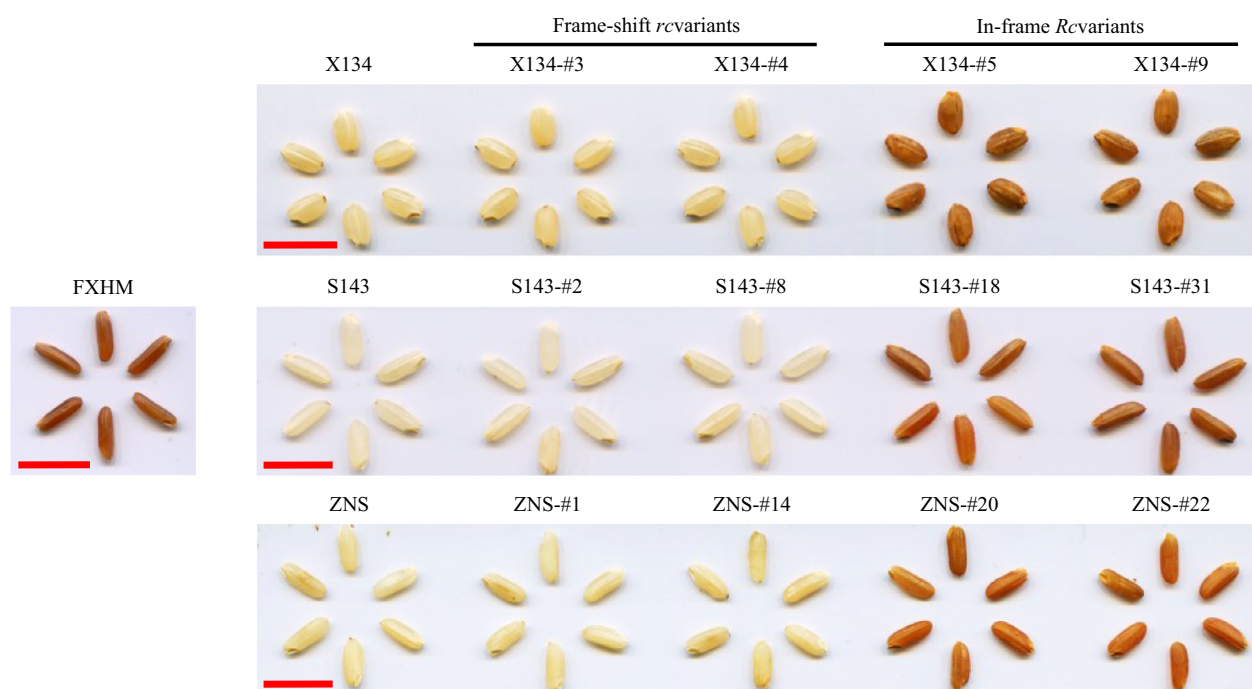 Frame-shift rcvariants In-frame Rcvariants
X134 X134-#3 X134-#4 X134-#5 X134-#9
FXHM S143 S143-#2 S143-#8 S143-#18 S143-#31
ZNS ZNS-#1 ZNS-#14 ZNS-#20 ZNS-#22